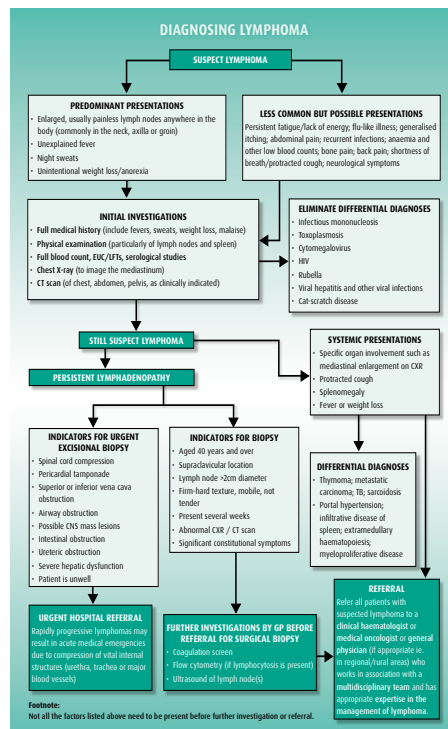 DIAGNOSING LYMPHOMA
SUSPECT LYMPHOMA
PREDOMINANT PRESENTATIONS
• Enlarged, usually painless lymph nodes anywhere in the
body (commonly in the neck, axilla or groin)
• Unexplained fever
• Night sweats
• Unintentional weight loss/anorexia
LESS COMMON BUT POSSIBLE PRESENTATIONS
Persistent fatigue/lack of energy; flu-like illness; generalised
itching; abdominal pain; recurrent infections; anaemia and
other low blood counts; bone pain; back pain; shortness of
breath/protracted cough; neurological symptoms
INITIAL INVESTIGATIONS
• Full medical history (include fevers, sweats, weight loss, malaise)
• Physical examination (particularly of lymph nodes and spleen)
• Full blood count, EUC/LFTs, serological studies
• Chest X-ray (to image the mediastinum)
• CT scan (of chest, abdomen, pelvis, as clinically indicated)
ELIMINATE DIFFERENTIAL DIAGNOSES
• Infectious mononucleosis
• Toxoplasmosis
• Cytomegalovirus
• HIV
• Rubella
• Viral hepatitis and other viral infections
• Cat-scratch disease
STILL SUSPECT LYMPHOMA
PERSISTENT LYMPHADENOPATHY
SYSTEMIC PRESENTATIONS
• Specific organ involvement such as
mediastinal enlargement on CXR
• Protracted cough
• Splenomegaly
• Fever or weight loss
INDICATORS FOR URGENT
EXCISIONAL BIOPSY
• Spinal cord compression
• Pericardial tamponade
• Superior or inferior vena cava
obstruction
• Airway obstruction
• Possible CNS mass lesions
• Intestinal obstruction
• Ureteric obstruction
• Severe hepatic dysfunction
• Patient is unwell
INDICATORS FOR BIOPSY
• Aged 40 years and over
• Supraclavicular location
• Lymph node >2cm diameter
• Firm-hard texture, mobile, not
tender
• Present several weeks
• Abnormal CXR / CT scan
• Significant constitutional symptoms
DIFFERENTIAL DIAGNOSES
• Thymoma; metastatic
carcinoma; TB; sarcoidosis
• Portal hypertension;
infiltrative disease of
spleen; extramedullary
haematopoiesis;
myeloproliferative disease
URGENT HOSPITAL REFERRAL
Rapidly progressive lymphomas may
result in acute medical emergencies
due to compression of vital internal
structures (urethra, trachea or major
blood vessels)
FURTHER INVESTIGATIONS BY GP BEFORE
REFERRAL FOR SURGICAL BIOPSY
• Coagulation screen
• Flow cytometry (if lymphocytosis is present)
• Ultrasound of lymph node(s)
REFERRAL
Refer all patients with
suspected lymphoma to a
clinical haematologist or
medical oncologist or general
physician (if appropriate ie.
in regional/rural areas) who
works in association with a
multidisciplinary team and has
appropriate expertise in the
management of lymphoma.
Footnote:
Not all the factors listed above need to be present before further investigation or referral.